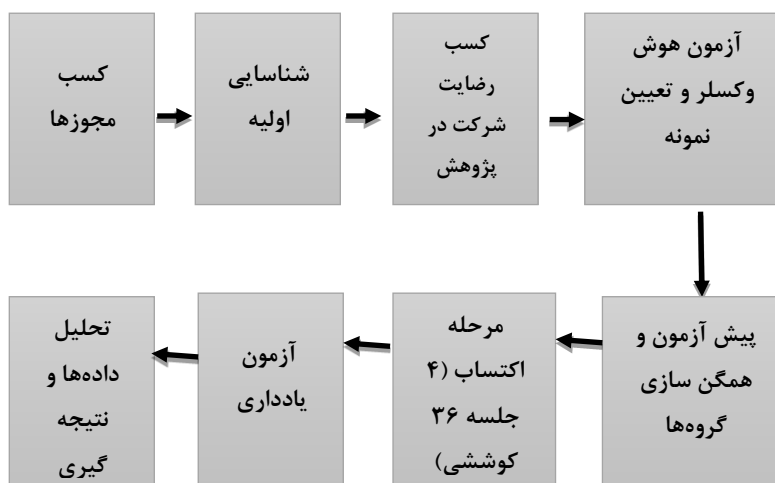 کسب
مجوزها
شناسایی
اولیه
کسب
رضایت
شرکت در
پژوهش
آزمون هوش
وکسلر و تعیین
نمونه
پیش آزمون و
همگن سازی
گروه‌ها
مرحله
اکتساب (۴
جلسه ۳۶
کوششی)
آزمون
یادداری
تحلیل
داده‌ها و
نتیجه
گیری